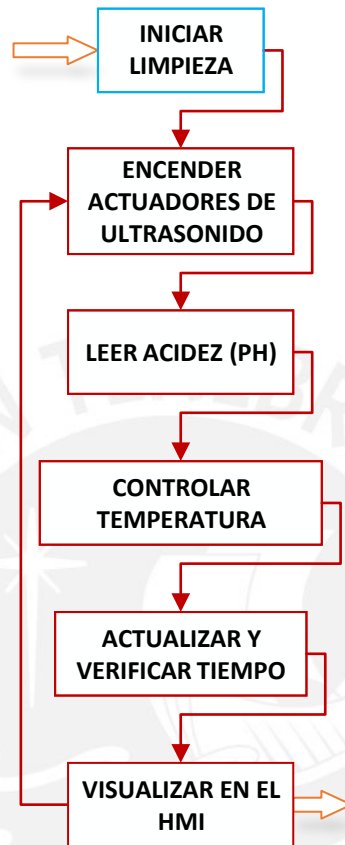 INICIAR
LIMPIEZA
ENCENDER
ACTUADORES DE
ULTRASONIDO
LEER ACIDEZ (PH)
CONTROLAR
TEMPERATURA
ACTUALIZAR Y
VERIFICAR TIEMPO
VISUALIZAR EN EL
HMI